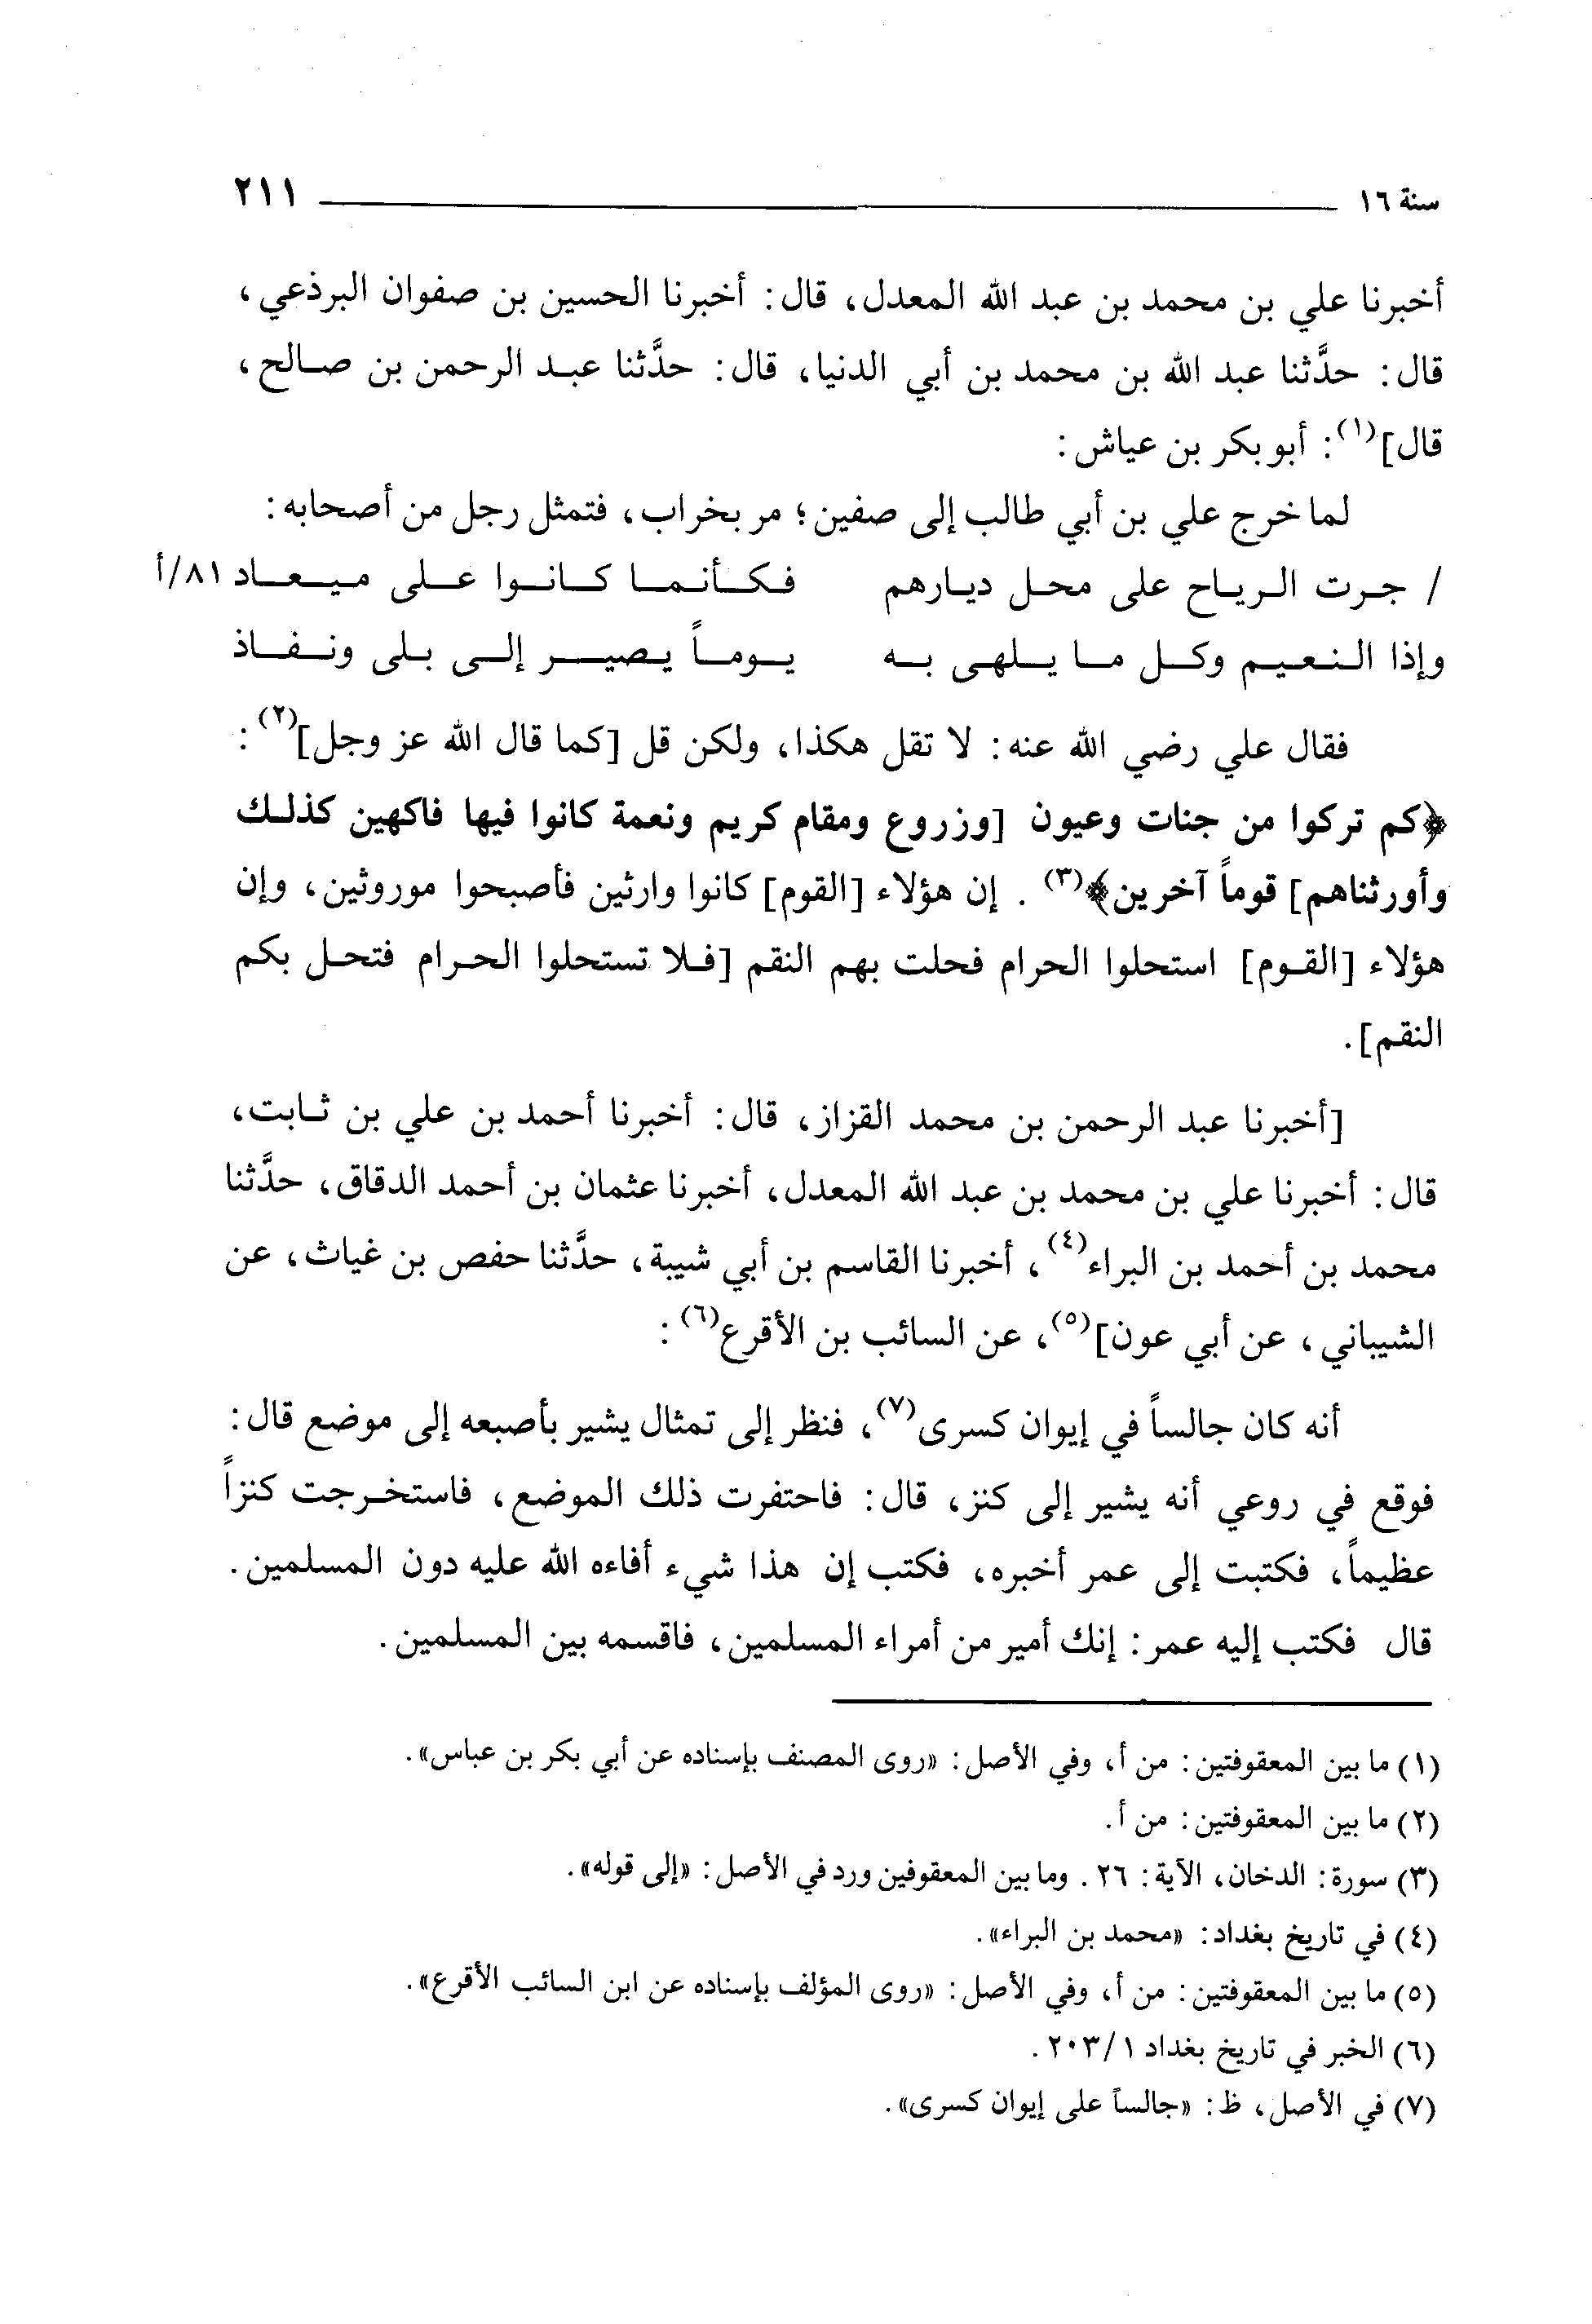 سنة ١٦ ٢١١
أخبرنا علي بن محمد بن عبد الله المعدل، قال: أخبرنا الحسين بن صفوان البرذعي،
قال: حدَّثنا عبد الله بن محمد بن أبي الدنيا، قال: حدَّثنا عبد الرحمن بن صالح،
قال](١): أبو بكر بن عياش:
لما خرج علي بن أبي طالب إلى صفين؛ مر بخراب، فتمثل رجل من أصحابه:
/ جرت الرياح على محل ديارهم فكأنما كانوا على ميعاد ٨١/أ
وإذا النعيم وكل ما يلهى به يوماً يصير إلى بلى ونفاذ
فقال علي رضي الله عنه: لا تقل هكذا، ولكن قل [كما قال الله عز وجل](٢):
﴿كم تركوا من جنات وعيون [وزروع ومقام كريم ونعمة كانوا فيها فاكهين كذلك
وأورثناهم] قوماً آخرين﴾(٣). إن هؤلاء [القوم] كانوا وارثين فأصبحوا موروثين، وإن
هؤلاء [القوم] استحلوا الحرام فحلت بهم النقم [فلا تستحلوا الحرام فتحل بكم
النقم].
[أخبرنا عبد الرحمن بن محمد القزاز، قال: أخبرنا أحمد بن علي بن ثابت،
قال: أخبرنا علي بن محمد بن عبد الله المعدل، أخبرنا عثمان بن أحمد الدقاق، حدَّثنا
محمد بن أحمد بن البراء(٤)، أخبرنا القاسم بن أبي شيبة، حدَّثنا حفص بن غياث، عن
الشيباني، عن أبي عون](٥)، عن السائب بن الأقرع(٦):
أنه كان جالساً في إيوان كسرى(٧)، فنظر إلى تمثال يشير بأصبعه إلى موضع قال:
فوقع في روعي أنه يشير إلى كنز، قال: فاحتفرت ذلك الموضع، فاستخرجت كنزاً
عظيماً، فكتبت إلى عمر أخبره، فكتب إن هذا شيء أفاءه الله عليه دون المسلمين.
قال فكتب إليه عمر: إنك أمير من أمراء المسلمين، فاقسمه بين المسلمين.
(١) ما بين المعقوفتين: من أ، وفي الأصل: «روى المصنف بإسناده عن أبي بكر بن عباس».
(٢) ما بين المعقوفتين: من أ.
(٣) سورة: الدخان، الآية: ٢٦. وما بين المعقوفين ورد في الأصل: «إلى قوله».
(٤) في تاريخ بغداد: «محمد بن البراء».
(٥) ما بين المعقوفتين: من أ، وفي الأصل: «روى المؤلف بإسناده عن ابن السائب الأقرع».
(٦) الخبر في تاريخ بغداد ١/ ٢٠٣.
(٧) في الأصل، ظ: «جالساً على إيوان كسرى».